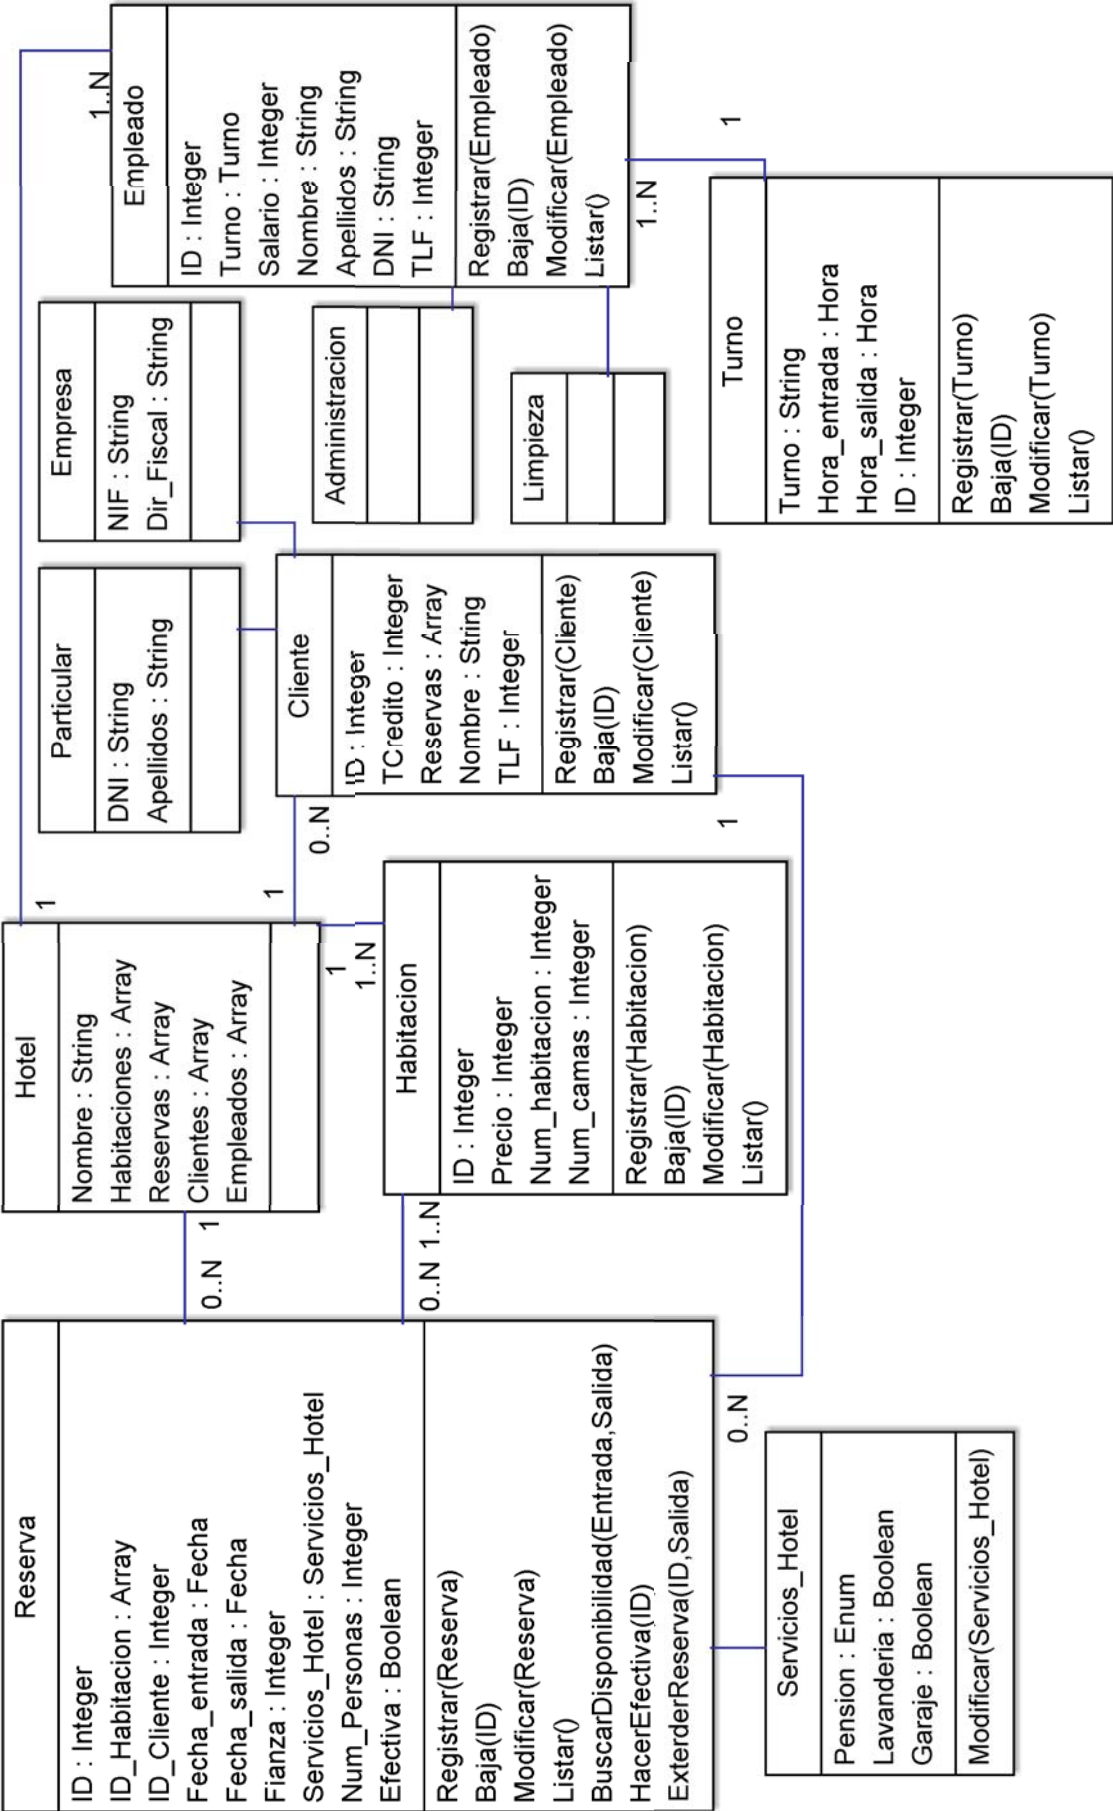 Reserva
ID : Integer
ID_Habitacion : Array
ID_Cliente : Integer
Fecha_entrada : Fecha
Fecha_salida : Fecha
Fianza : Integer
Servicios_Hotel : Servicios_Hotel
Num_Personas : Integer
Efectiva : Boolean
Registrar(Reserva)
Baja(ID)
Modificar(Reserva)
Listar()
BuscarDisponibilidad(Entrada,Salida)
HacerEfectiva(ID)
ExterderReserva(ID,Salida)
0..N
1
0..N
1..N
0..N
Servicios_Hotel
Pension : Enum
Lavanderia : Boolean
Garaje : Boolean
Modificar(Servicios_Hotel)
Hotel
Nombre : String
Habitaciones : Array
Reservas : Array
Clientes : Array
Empleados : Array
1
1
1
1..N
Habitacion
ID : Integer
Precio : Integer
Num_habitacion : Integer
Num_camas : Integer
Registrar(Habitacion)
Baja(ID)
Modificar(Habitacion)
Listar()
Particular
DNI : String
Apellidos : String
Empresa
NIF : String
Dir_Fiscal : String
0..N
Cliente
ID : Integer
TCredito : Integer
Reservas : Array
Nombre : String
TLF : Integer
Registrar(Cliente)
Baja(ID)
Modificar(Cliente)
Listar()
1
Administracion
Limpieza
1..N
Empleado
ID : Integer
Turno : Turno
Salario : Integer
Nombre : String
Apellidos : String
DNI : String
TLF : Integer
Registrar(Empleado)
Baja(ID)
Modificar(Empleado)
Listar()
1..N
1
Turno
Turno : String
Hora_entrada : Hora
Hora_salida : Hora
ID : Integer
Registrar(Turno)
Baja(ID)
Modificar(Turno)
Listar()